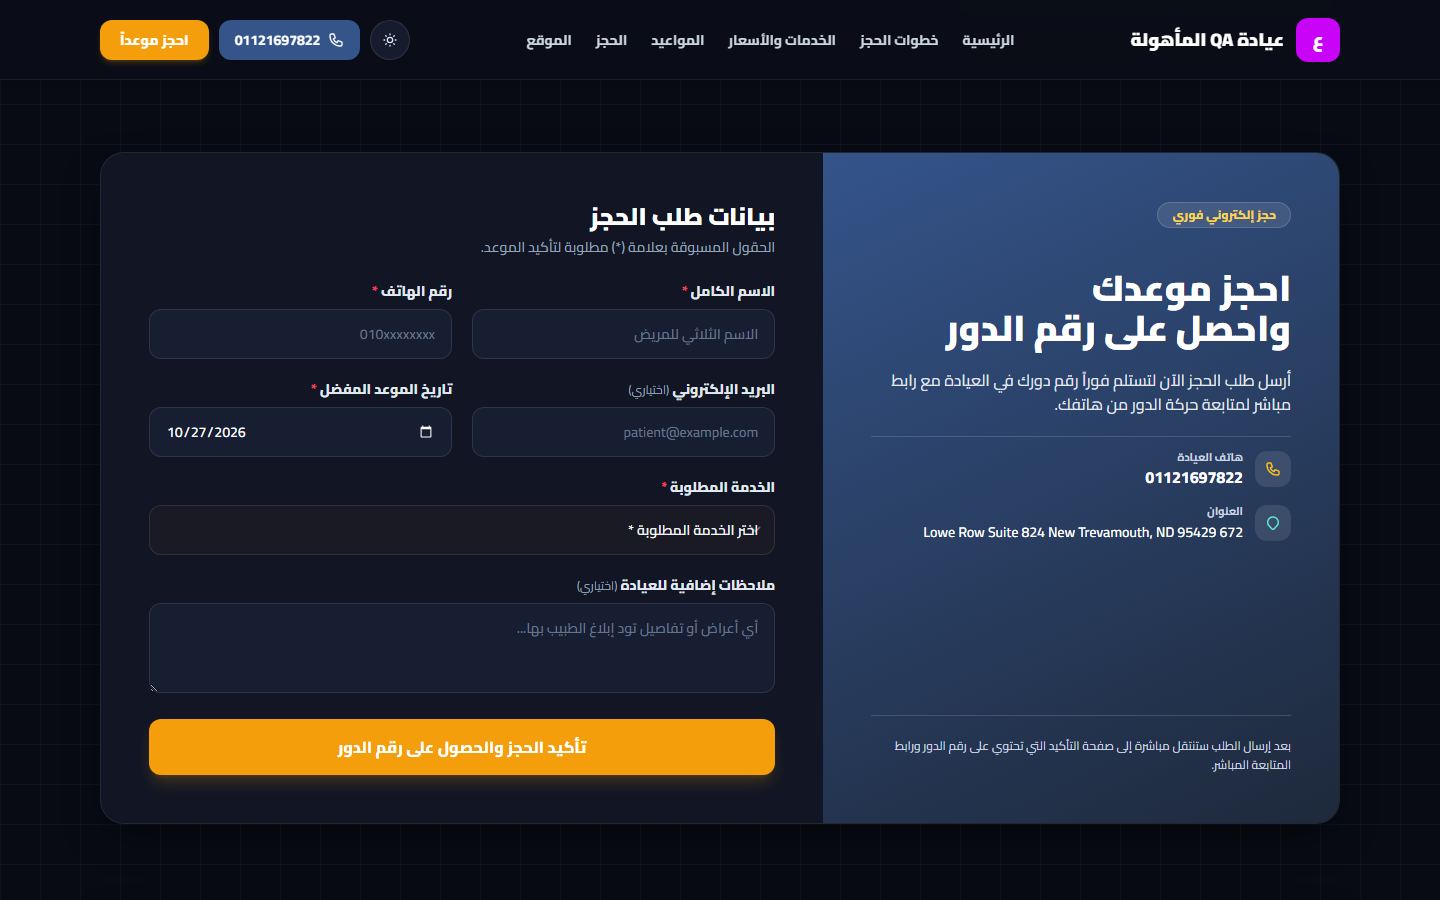 ع
عيادة QA المأهولة
الرئيسية
خطوات الحجز
الخدمات والأسعار
المواعيد
الحجز
الموقع
01121697822
احجز موعداً
حجز إلكتروني فوري
احجز موعدك
واحصل على رقم الدور
أرسل طلب الحجز الآن لتستلم فوراً رقم دورك في العيادة مع رابط
مباشر لمتابعة حركة الدور من هاتفك.
هاتف العيادة
01121697822
العنوان
Lowe Row Suite 824 New Trevamouth, ND 95429 672
بعد إرسال الطلب ستنتقل مباشرة إلى صفحة التأكيد التي تحتوي على رقم الدور ورابط
المتابعة المباشر.
بيانات طلب الحجز
الحقول المسبوقة بعلامة (*) مطلوبة لتأكيد الموعد.
الاسم الكامل *
الاسم الثلاثي للمريض
رقم الهاتف *
010xxxxxxxx
البريد الإلكتروني (اختياري)
patient@example.com
تاريخ الموعد المفضل *
10/27/2026
الخدمة المطلوبة *
اختر الخدمة المطلوبة *
ملاحظات إضافية للعيادة (اختياري)
أي أعراض أو تفاصيل تود إبلاغ الطبيب بها...
تأكيد الحجز والحصول على رقم الدور